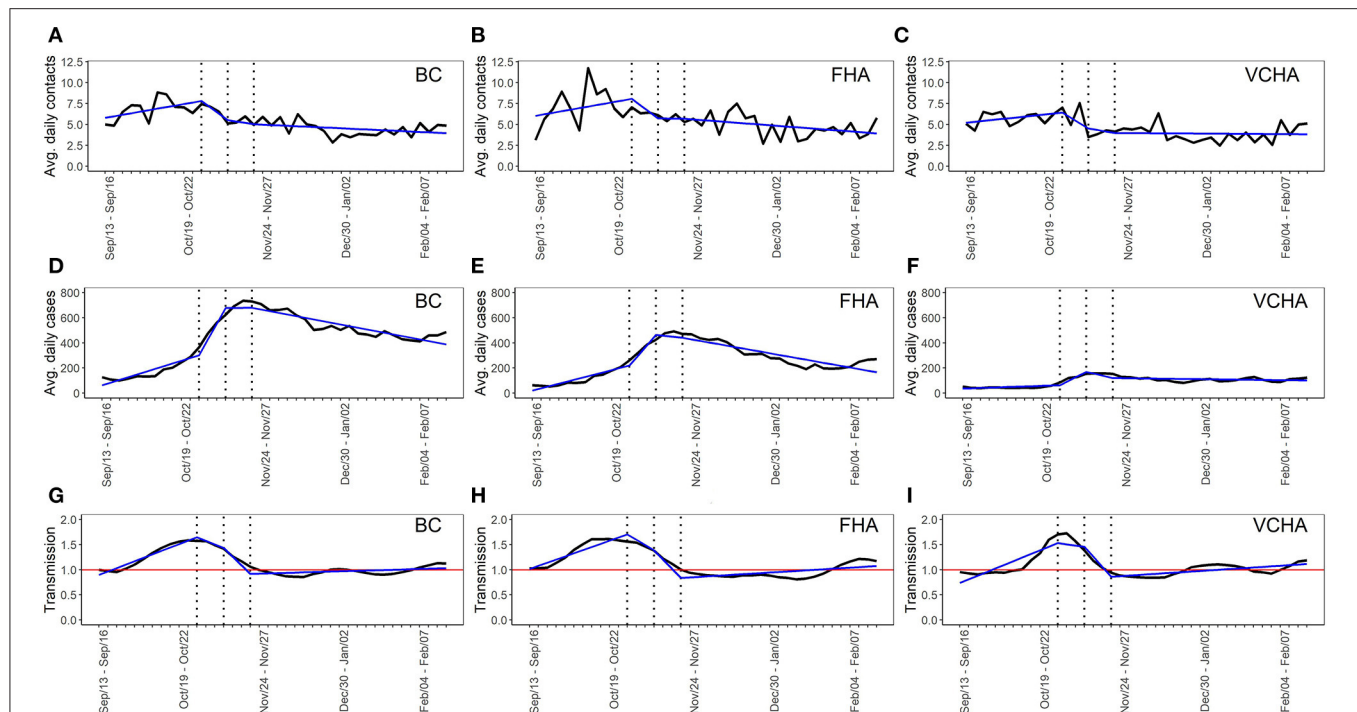 A
B
C
Avg. daily contacts
12.5
10.0
7.5
5.0
2.5
0.0
BC
Sep/13 - Sep/16
Oct/19 - Oct/22
Nov/24 - Nov/27
Dec/30 - Jan/02
Feb/04 - Feb/07
Avg. daily contacts
12.5
10.0
7.5
5.0
2.5
0.0
FHA
Sep/13 - Sep/16
Oct/19 - Oct/22
Nov/24 - Nov/27
Dec/30 - Jan/02
Feb/04 - Feb/07
Avg. daily contacts
12.5
10.0
7.5
5.0
2.5
0.0
VCHA
Sep/13 - Sep/16
Oct/19 - Oct/22
Nov/24 - Nov/27
Dec/30 - Jan/02
Feb/04 - Feb/07
D
E
F
Avg. daily cases
800
600
400
200
0
BC
Sep/13 - Sep/16
Oct/19 - Oct/22
Nov/24 - Nov/27
Dec/30 - Jan/02
Feb/04 - Feb/07
Avg. daily cases
800
600
400
200
0
FHA
Sep/13 - Sep/16
Oct/19 - Oct/22
Nov/24 - Nov/27
Dec/30 - Jan/02
Feb/04 - Feb/07
Avg. daily cases
800
600
400
200
0
VCHA
Sep/13 - Sep/16
Oct/19 - Oct/22
Nov/24 - Nov/27
Dec/30 - Jan/02
Feb/04 - Feb/07
G
H
I
Transmission
2.0
1.5
1.0
0.5
0.0
BC
Sep/13 - Sep/16
Oct/19 - Oct/22
Nov/24 - Nov/27
Dec/30 - Jan/02
Feb/04 - Feb/07
Transmission
2.0
1.5
1.0
0.5
0.0
FHA
Sep/13 - Sep/16
Oct/19 - Oct/22
Nov/24 - Nov/27
Dec/30 - Jan/02
Feb/04 - Feb/07
Transmission
2.0
1.5
1.0
0.5
0.0
VCHA
Sep/13 - Sep/16
Oct/19 - Oct/22
Nov/24 - Nov/27
Dec/30 - Jan/02
Feb/04 - Feb/07